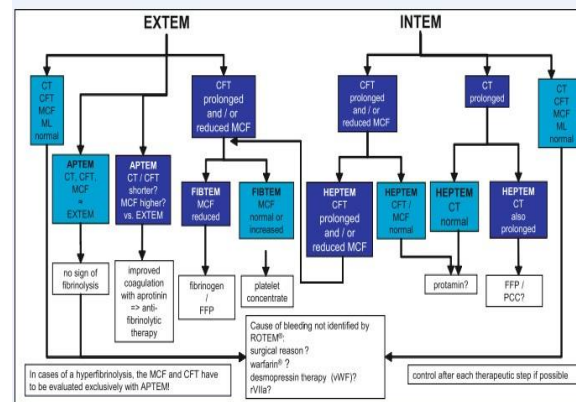 EXTEM
INTEM
CT
CFT
MCF
ML
normal
CFT
prolonged
and / or
reduced MCF
CFT
prolonged
and / or
reduced MCF
CT
prolonged
CT
CFT
MCF
ML
normal
APTEM
CT, CFT,
MCF
=
EXTEM
APTEM
CT / CFT
shorter?
MCF higher?
vs. EXTEM
FIBTEM
MCF
reduced
FIBTEM
MCF
normal or
increased
HEPTEM
CFT
prolonged
and / or
reduced MCF
HEPTEM
CFT /
MCF
normal
HEPTEM
CT
normal
HEPTEM
CT
also
prolonged
no sign of
fibrinolysis
improved
coagulation
with aprotinin
=> anti-
fibrinolytic
therapy
fibrinogen
/
FFP
platelet
concentrate
protamin?
FFP /
PCC?
Cause of bleeding not identified by
ROTEM®:
surgical reason?
warfarin® ?
desmopressin therapy (vWF)?
rVIIa?
In cases of a hyperfibrinolysis, the MCF and CFT have
to be evaluated exclusively with APTEM!
control after each therapeutic step if possible